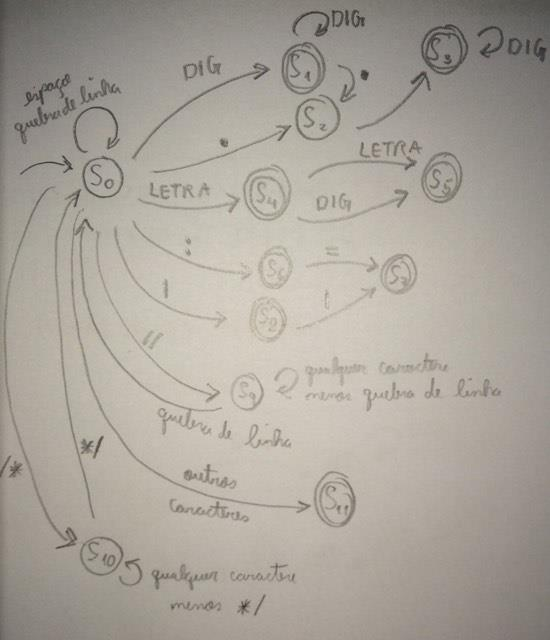 DIG
S1
DIG
S3
DIG
•
espaço
quebra de linha
•
S2
S0
LETRA
LETRA
S4
DIG
S5
:
S6
=
S7
|
S8
//
S9
qualquer caractere
menos quebra de linha
quebra de linha
*/
/*
outros
caracteres
S11
S10
qualquer caractere
menos */